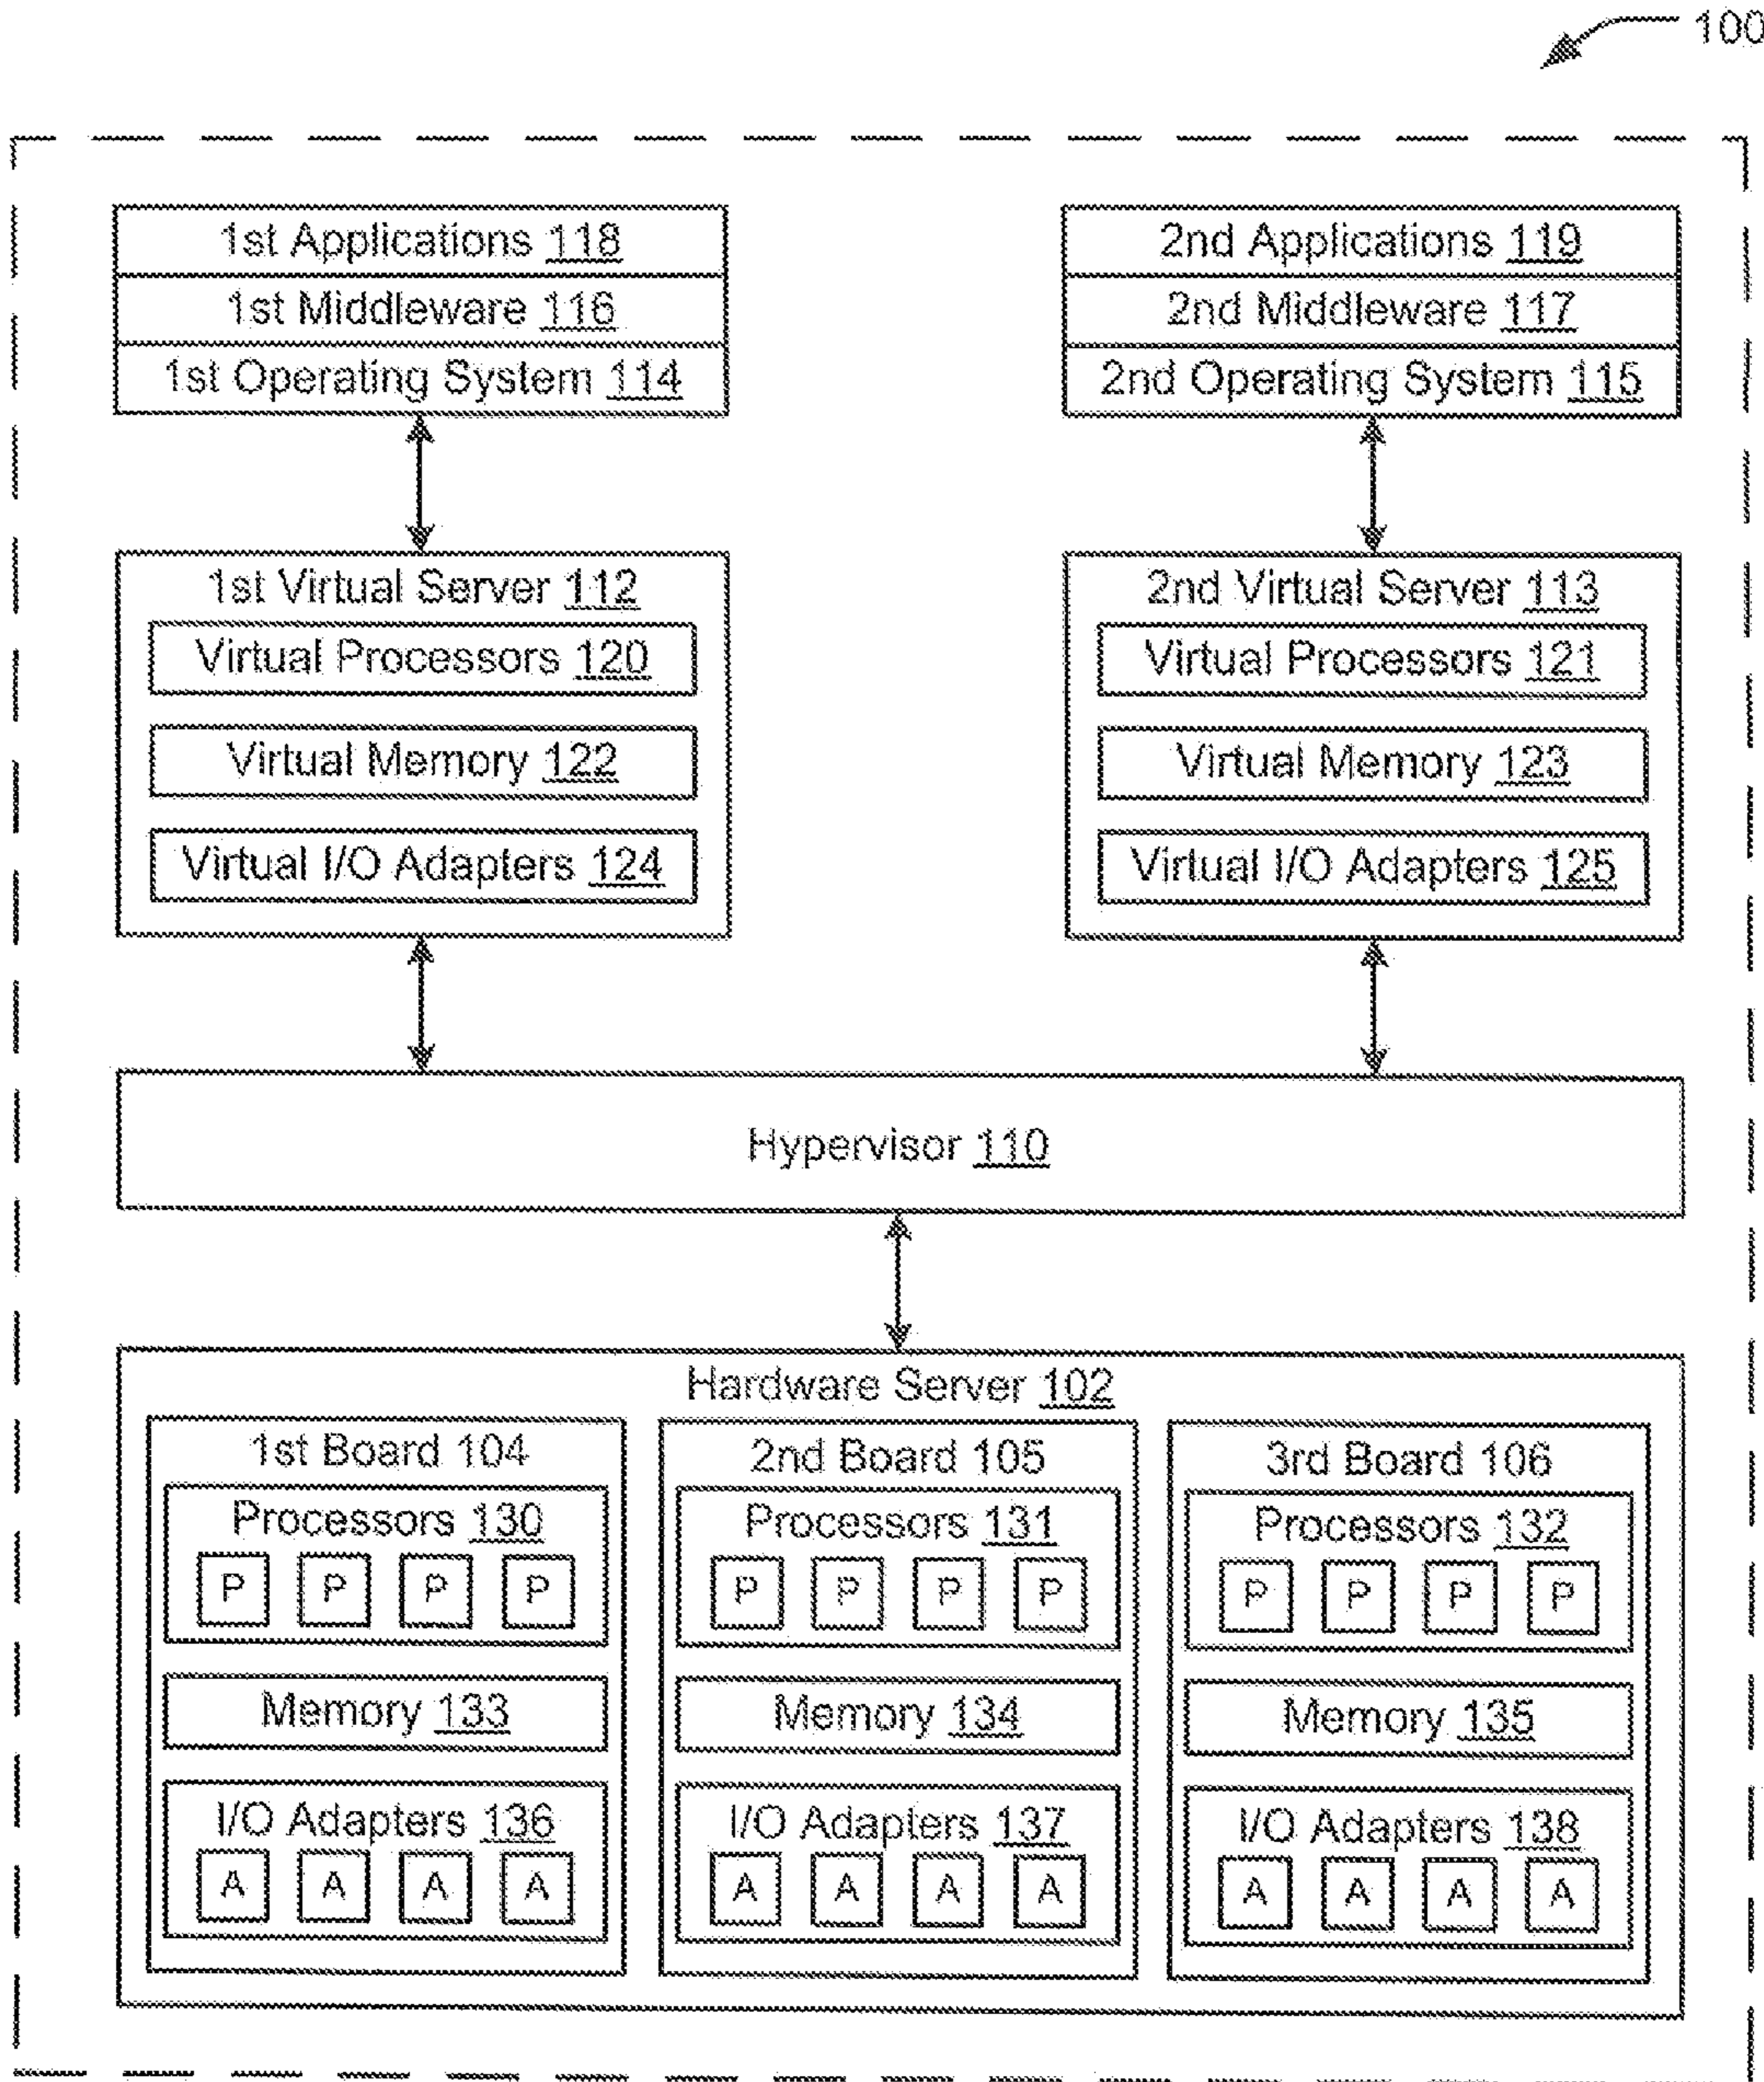 100
1st Applications 118
1st Middleware 116
1st Operating System 114
2nd Applications 119
2nd Middleware 117
2nd Operating System 115
1st Virtual Server 112
Virtual Processors 120
Virtual Memory 122
Virtual I/O Adapters 124
2nd Virtual Server 113
Virtual Processors 121
Virtual Memory 123
Virtual I/O Adapters 125
Hypervisor 110
Hardware Server 102
1st Board 104
Processors 130
P P P P
Memory 133
I/O Adapters 136
A A A A
2nd Board 105
Processors 131
P P P P
Memory 134
I/O Adapters 137
A A A A
3rd Board 106
Processors 132
P P P P
Memory 135
I/O Adapters 138
A A A A